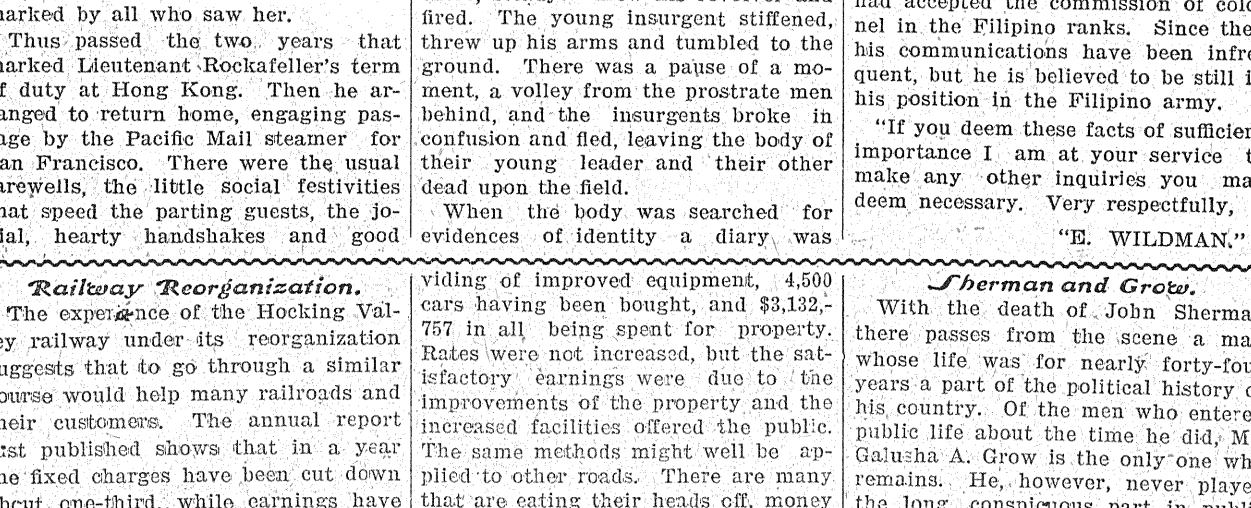 marked by all who saw her.
Thus passed the two years that
marked Lieutenant Rockafeller's term
of duty at Hong Kong. Then he ar-
ranged to return home, engaging pas-
sage by the Pacific Mail steamer for
San Francisco. There were the usual
farewells, the little social festivities
that speed the parting guests, the jo-
vial, hearty handshakes and good
fired. The young insurgent stiffened,
threw up his arms and tumbled to the
ground. There was a pause of a mo-
ment, a volley from the prostrate men
behind, and the insurgents broke in
confusion and fled, leaving the body of
their young leader and their other
dead upon the field.
When the body was searched for
evidences of identity a diary was
had accepted the commission of colo
nel in the Filipino ranks. Since the
his communications have been infre
quent, but he is believed to be still i
his position in the Filipino army.
"If you deem these facts of sufficien
importance I am at your service t
make any other inquiries you ma
deem necessary. Very respectfully,
"E. WILDMAN."
Railway Reorganization.
The experience of the Hocking Val-
ey railway under its reorganization
uggests that to go through a similar
ourse would help many railroads and
heir customers. The annual report
st published shows that in a year
he fixed charges have been cut down
about one-third, while earnings have
viding of improved equipment, 4,500
cars having been bought, and $3,132,-
757 in all being spent for property.
Rates were not increased, but the sat-
isfactory earnings were due to the
improvements of the property and the
increased facilities offered the public.
The same methods might well be ap-
plied to other roads. There are many
that are eating their heads off, money
Sherman and Grow.
With the death of John Sherma
there passes from the scene a ma
whose life was for nearly forty-fou
years a part of the political history o
his country. Of the men who entere
public life about the time he did, M
Galusha A. Grow is the only one wh
remains. He, however, never playe
the long conspicuous part in publi